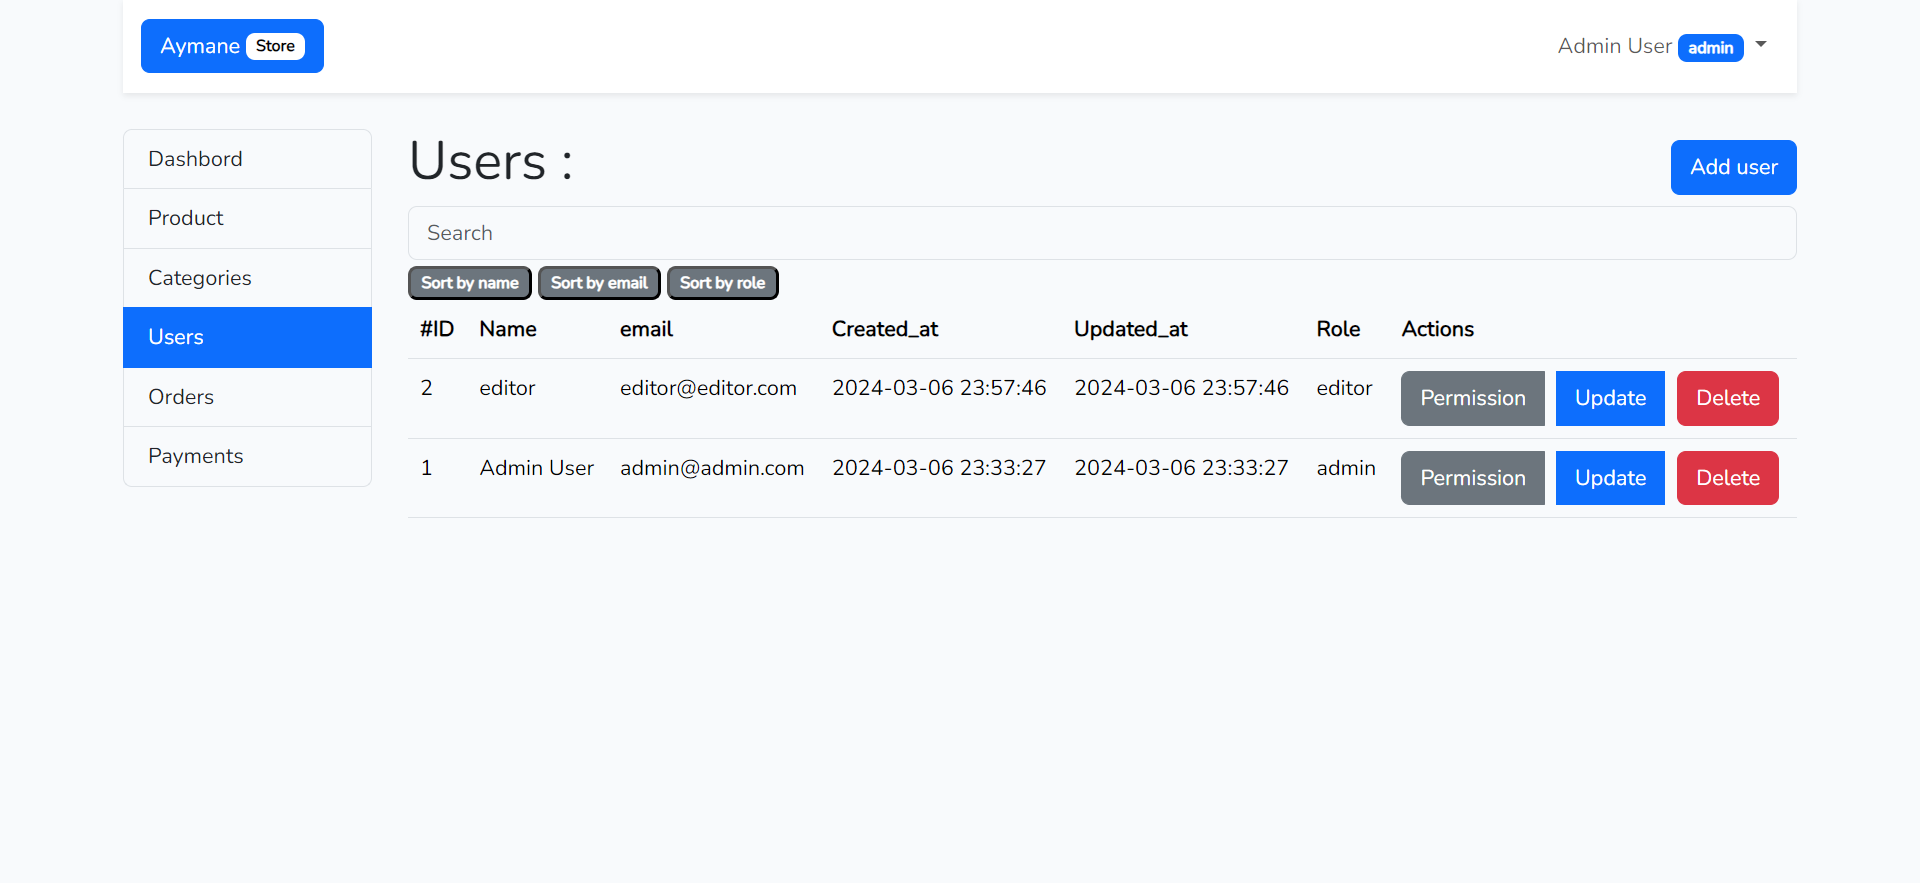 Aymane Store
Admin User admin
Dashbord
Product
Categories
Users
Orders
Payments
Users :
Add user
Search
Sort by name Sort by email Sort by role
#ID Name email Created_at Updated_at Role Actions
2 editor editor@editor.com 2024-03-06 23:57:46 2024-03-06 23:57:46 editor Permission Update Delete
1 Admin User admin@admin.com 2024-03-06 23:33:27 2024-03-06 23:33:27 admin Permission Update Delete